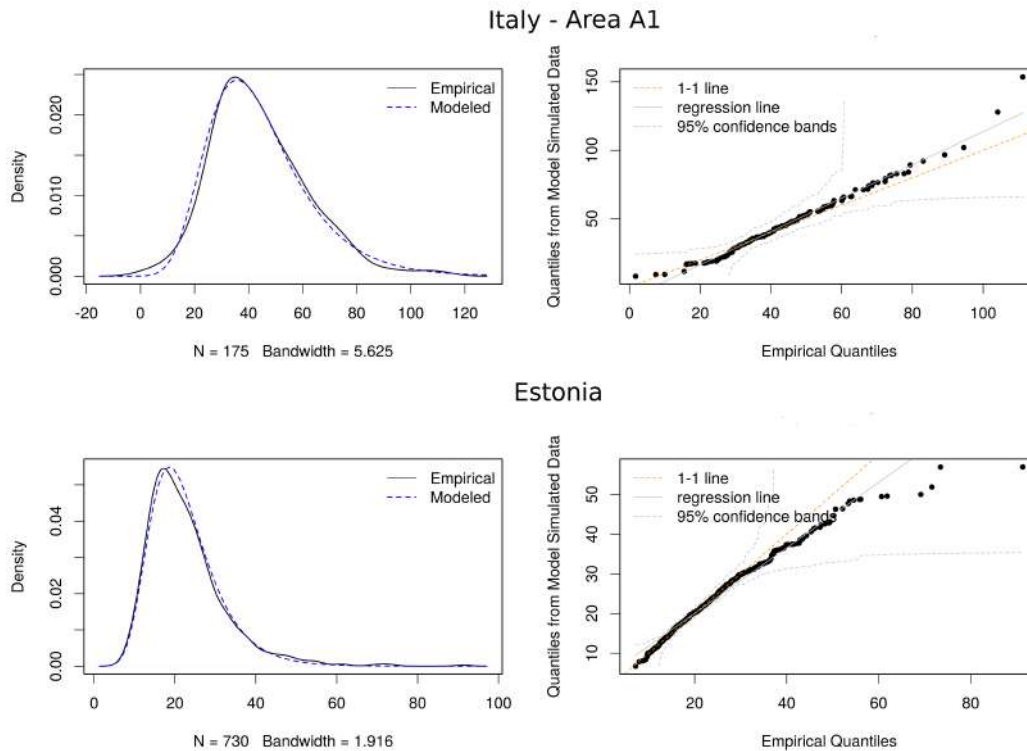 Italy - Area A1
Density
0.000
0.010
0.020
Empirical
Modeled
-20 0 20 40 60 80 100 120
N = 175 Bandwidth = 5.625
Quantiles from Model Simulated Data
50
100
150
1-1 line
regression line
95% confidence bands
0 20 40 60 80 100
Empirical Quantiles
Estonia
Density
0.00
0.02
0.04
Empirical
Modeled
0 20 40 60 80 100
N = 730 Bandwidth = 1.916
Quantiles from Model Simulated Data
10
20
30
40
50
1-1 line
regression line
95% confidence bands
20 40 60 80
Empirical Quantiles